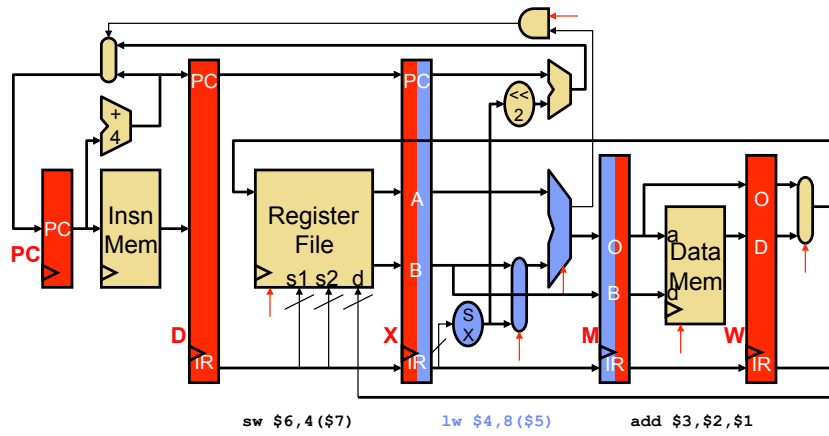 PC
PC
<<
2
+
4
PC
Insn
Mem
PC
Register
File
s1 s2 d
A
B
S
X
O
B
a
d
Data
Mem
O
D
D
X
M
W
IR
IR
IR
IR
sw $6,4($7)
lw $4,8($5)
add $3,$2,$1